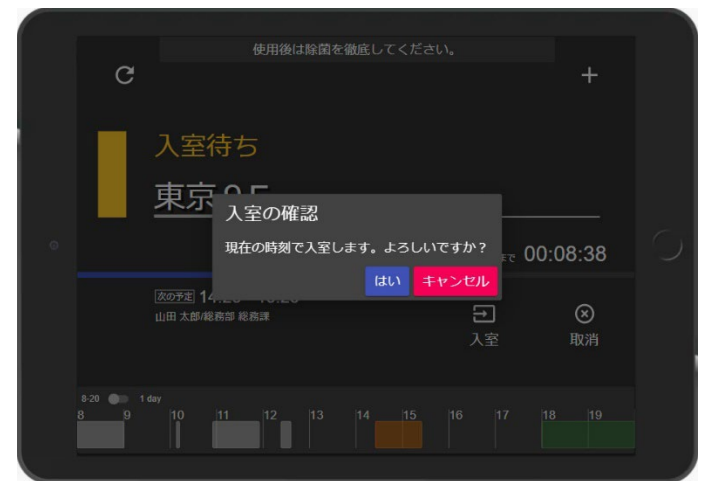 使用後は除菌を徹底してください。
入室待ち
東京
入室の確認
現在の時刻で入室します。よろしいですか？
はい キャンセル
まで 00:08:38
次の予定
山田 太郎/総務部 総務課
入室 取消
8-20 1 day
8 9 10 11 12 13 14 15 16 17 18 19